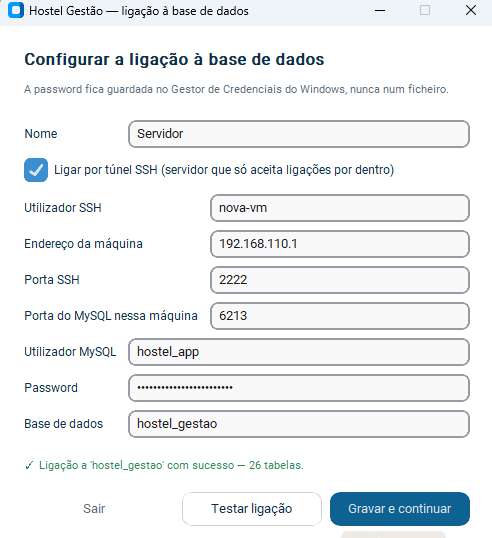 Hostel Gestão — ligação à base de dados
Configurar a ligação à base de dados
A password fica guardada no Gestor de Credenciais do Windows, nunca num ficheiro.
Nome
Servidor
Ligar por túnel SSH (servidor que só aceita ligações por dentro)
Utilizador SSH
nova-vm
Endereço da máquina
192.168.110.1
Porta SSH
2222
Porta do MySQL nessa máquina
6213
Utilizador MySQL
hostel_app
Password
Base de dados
hostel_gestao
✓ Ligação a 'hostel_gestao' com sucesso — 26 tabelas.
Sair
Testar ligação
Gravar e continuar